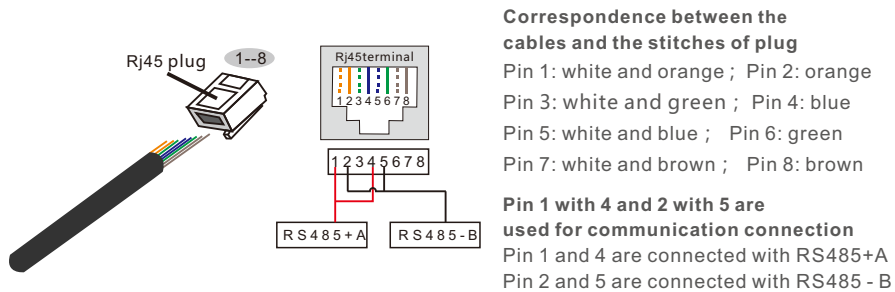 Rj45 plug
1--8
Rj45terminal
12345678
12345678
RS485+A
RS485-B
Correspondence between the
cables and the stitches of plug
Pin 1: white and orange ; Pin 2: orange
Pin 3: white and green ; Pin 4: blue
Pin 5: white and blue ; Pin 6: green
Pin 7: white and brown ; Pin 8: brown
Pin 1 with 4 and 2 with 5 are
used for communication connection
Pin 1 and 4 are connected with RS485+A
Pin 2 and 5 are connected with RS485 - B